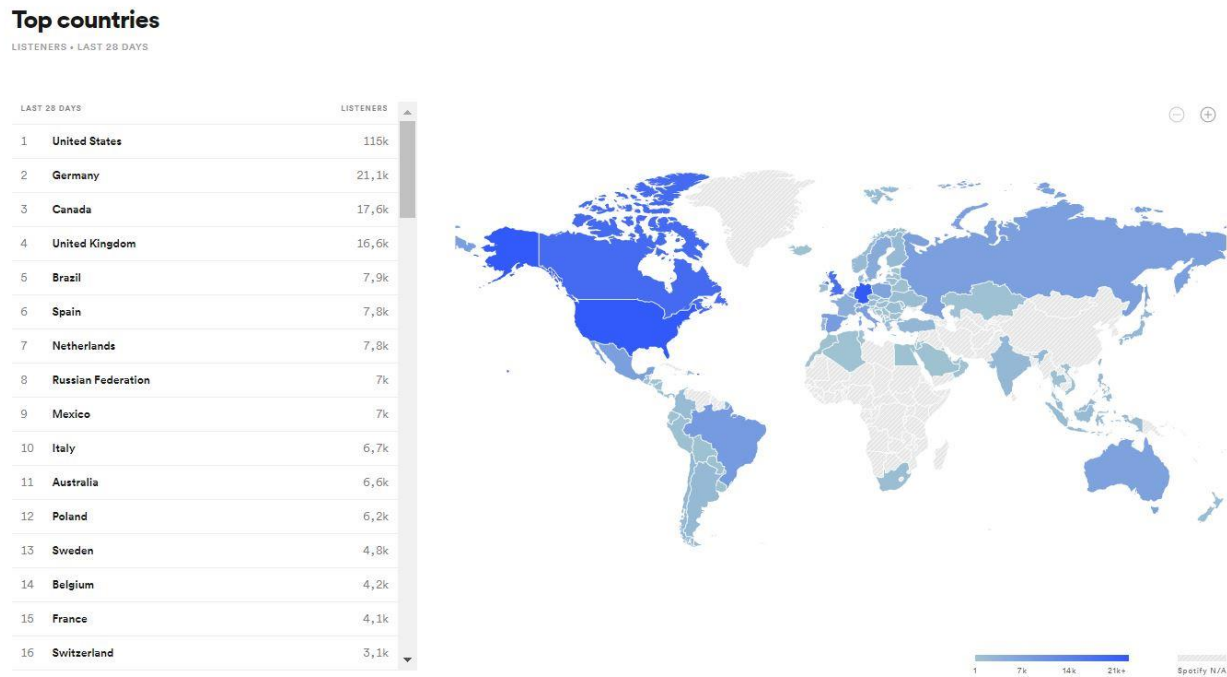 Top countries
LISTENERS • LAST 28 DAYS
LAST 28 DAYS LISTENERS
1 United States 115k
2 Germany 21,1k
3 Canada 17,6k
4 United Kingdom 16,6k
5 Brazil 7,9k
6 Spain 7,8k
7 Netherlands 7,8k
8 Russian Federation 7k
9 Mexico 7k
10 Italy 6,7k
11 Australia 6,6k
12 Poland 6,2k
13 Sweden 4,8k
14 Belgium 4,2k
15 France 4,1k
16 Switzerland 3,1k
1 7k 14k 21k+ Spotify N/A